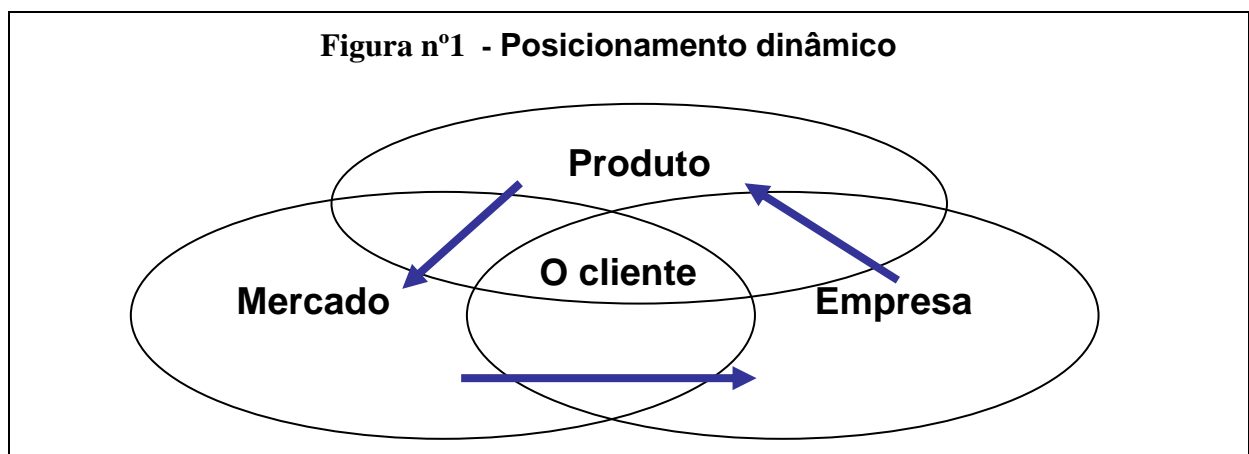 Figura nº1 - Posicionamento dinâmico
Produto
O cliente
Mercado
Empresa